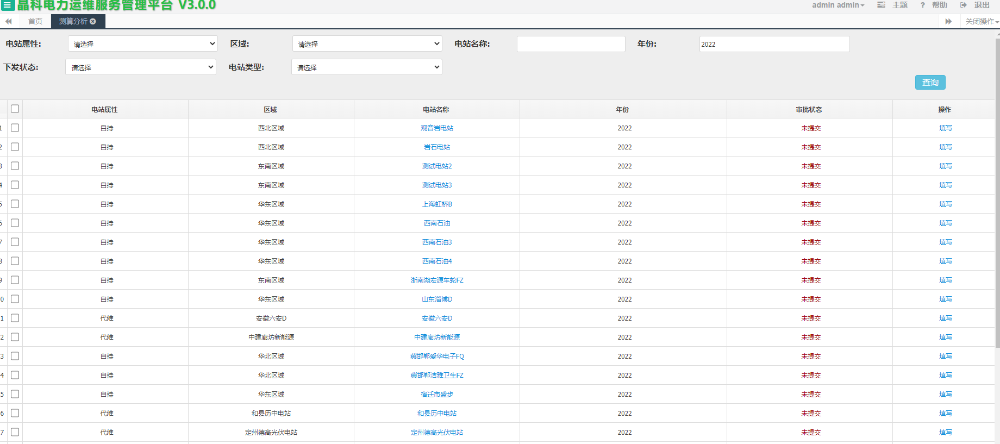 晶科电力运维服务管理平台 V3.0.0 admin admin 主题 ? 帮助 退出
首页 测算分析 关闭操作
电站属性: 请选择 区域: 请选择 电站名称: 年份: 2022
下发状态: 请选择 电站类型: 请选择
查询
电站属性 区域 电站名称 年份 审批状态 操作
1 自持 西北区域 观音岩电站 2022 未提交 填写
2 自持 西北区域 岩石电站 2022 未提交 填写
3 自持 东南区域 测试电站2 2022 未提交 填写
4 自持 东南区域 测试电站3 2022 未提交 填写
5 自持 华东区域 上海虹桥B 2022 未提交 填写
6 自持 华东区域 西南石油 2022 未提交 填写
7 自持 华东区域 西南石油3 2022 未提交 填写
8 自持 华东区域 西南石油4 2022 未提交 填写
9 自持 东南区域 浙南湖宏源车轮FZ 2022 未提交 填写
0 自持 华东区域 山东淄博D 2022 未提交 填写
1 代维 安徽六安D 安徽六安D 2022 未提交 填写
2 代维 中建廊坊新能源 中建廊坊新能源 2022 未提交 填写
3 自持 华北区域 冀邯郸爱华电子FQ 2022 未提交 填写
4 自持 华北区域 冀邯郸洁雅卫生FZ 2022 未提交 填写
5 自持 华东区域 宿迁市盛步 2022 未提交 填写
6 代维 和县历中电站 和县历中电站 2022 未提交 填写
7 代维 定州德高光伏电站 定州德高光伏电站 2022 未提交 填写